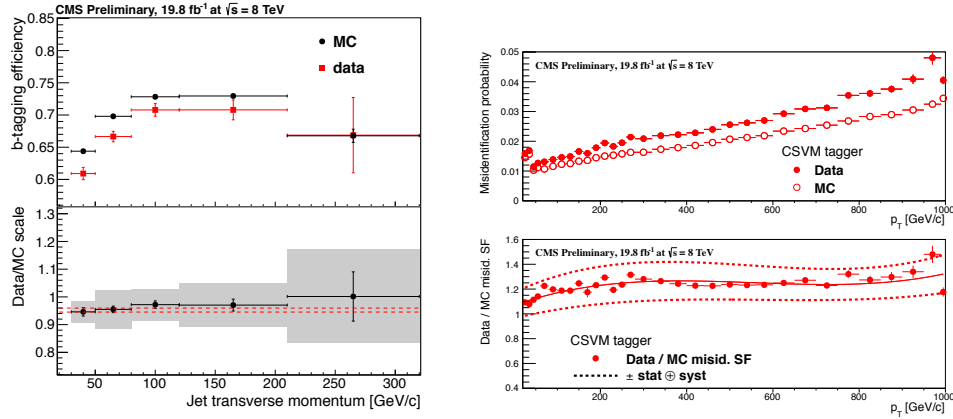 CMS Preliminary, 19.8 fb⁻¹ at √s = 8 TeV
b-tagging efficiency
0.85
0.8
0.75
0.7
0.65
0.6
MC
data
Data/MC scale
1.3
1.2
1.1
1.0
0.9
0.8
50 100 150 200 250 300
Jet transverse momentum [GeV/c]
Misidentification probability
0.05
0.04
0.03
0.02
0.01
0
CMS Preliminary, 19.8 fb⁻¹ at √s = 8 TeV
CSVM tagger
Data
MC
200 400 600 800 1000
p_T [GeV/c]
Data / MC misid. SF
1.6
1.4
1.2
1
0.8
0.6
0.4
CMS Preliminary, 19.8 fb⁻¹ at √s = 8 TeV
CSVM tagger
Data / MC misid. SF
± stat ⊕ syst
200 400 600 800 1000
p_T [GeV/c]